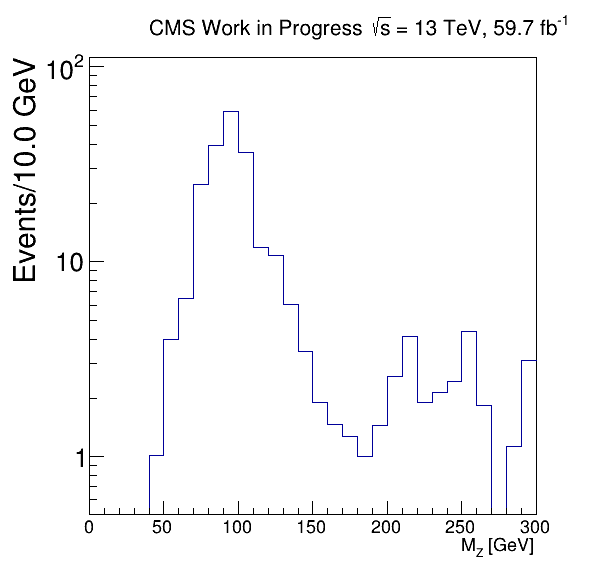 CMS Work in Progress √s = 13 TeV, 59.7 fb⁻¹
Events/10.0 GeV
10²
10
1
0 50 100 150 200 250 300
M_Z [GeV]